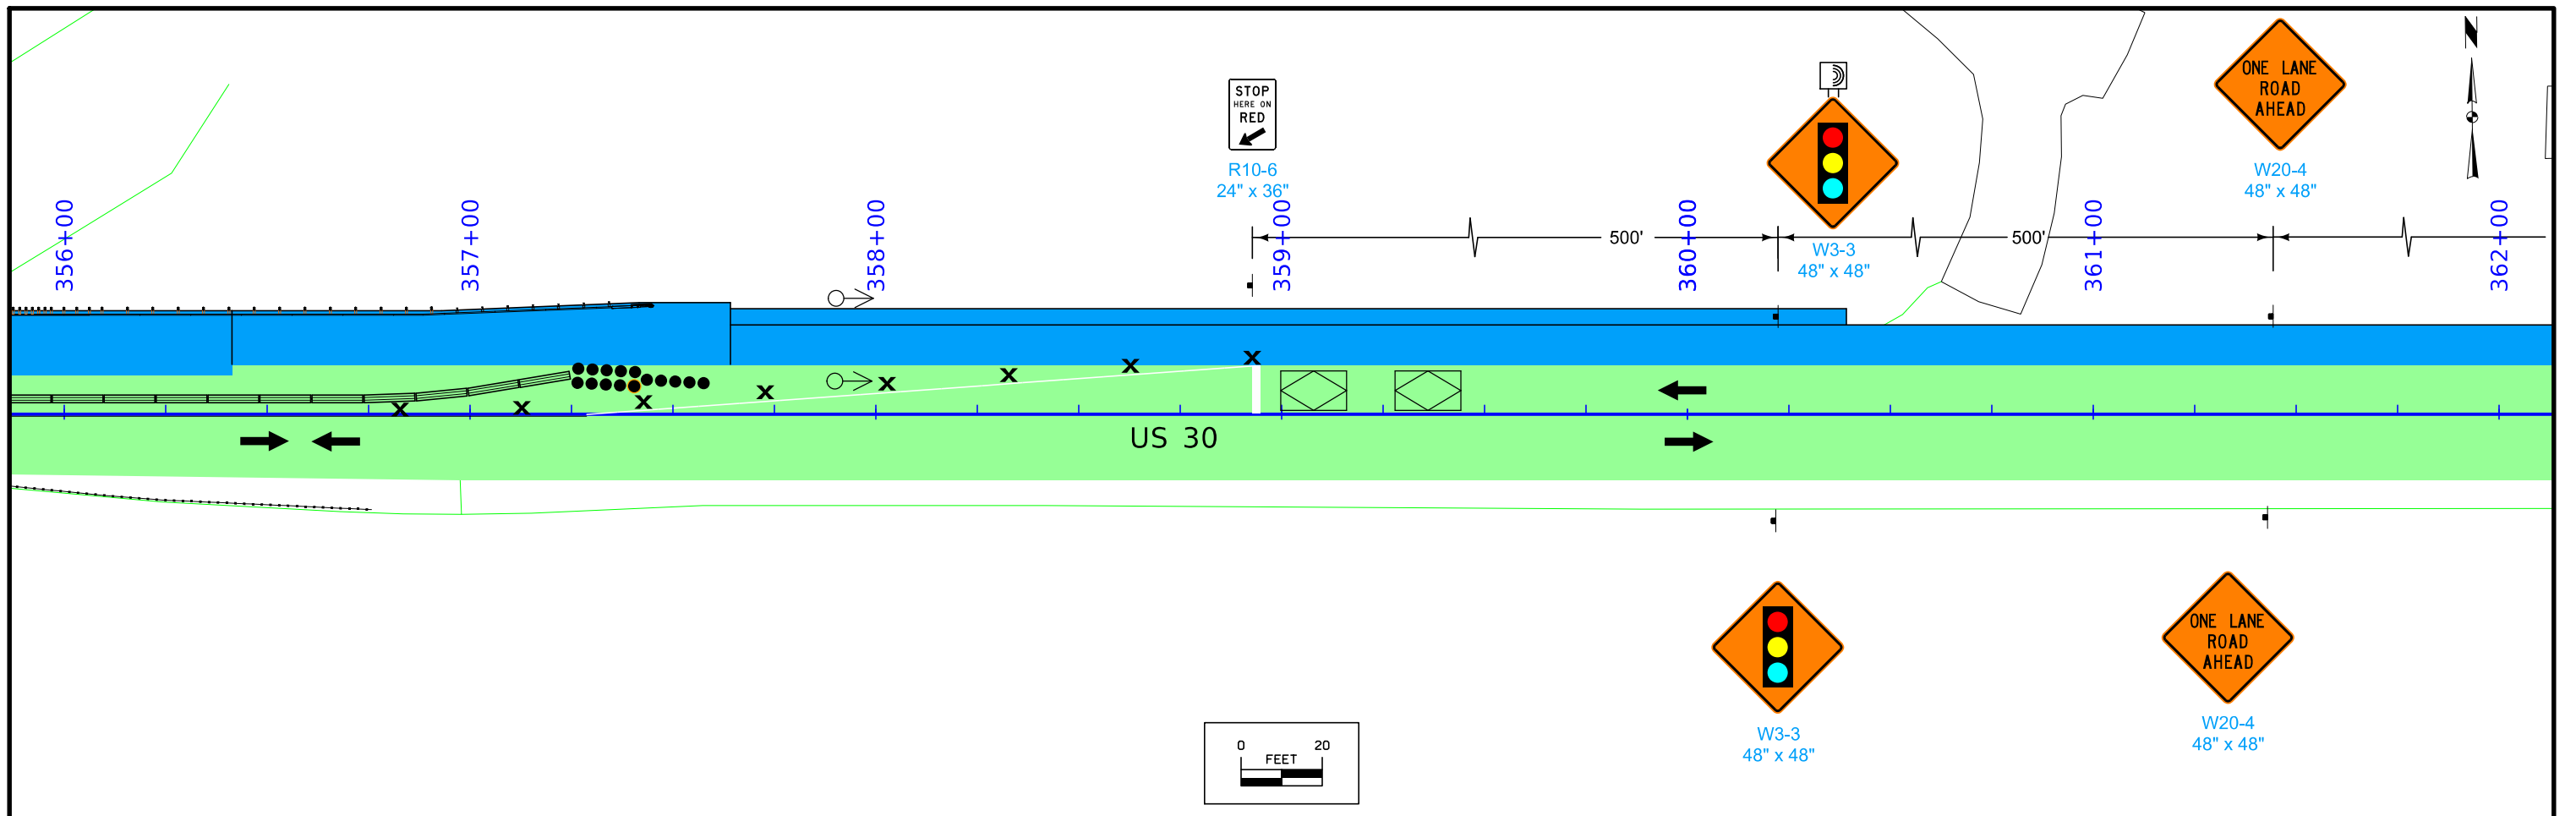 STOP
HERE ON
RED
R10-6
24" x 36"
W3-3
48" x 48"
ONE LANE
ROAD
AHEAD
W20-4
48" x 48"
N
356+00
357+00
358+00
359+00
360+00
361+00
362+00
500'
500'
US 30
W3-3
48" x 48"
ONE LANE
ROAD
AHEAD
W20-4
48" x 48"
0 20
FEET